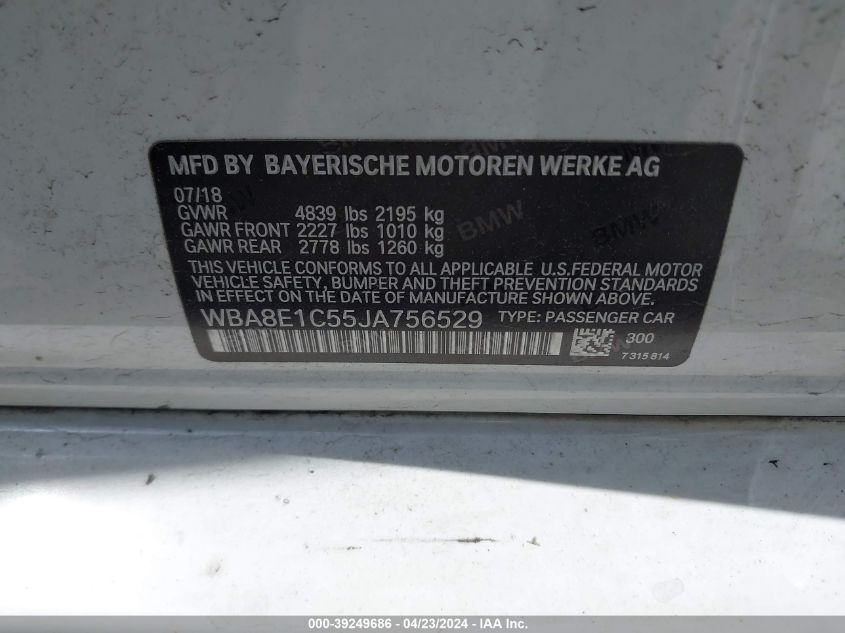 MFD BY BAYERISCHE MOTOREN WERKE AG
07/18
GVWR 4839 lbs 2195 kg
GAWR FRONT 2227 lbs 1010 kg
GAWR REAR 2778 lbs 1260 kg
THIS VEHICLE CONFORMS TO ALL APPLICABLE U.S.FEDERAL MOTOR
VEHICLE SAFETY, BUMPER AND THEFT PREVENTION STANDARDS
IN EFFECT ON THE DATE OF MANUFACTURE SHOWN ABOVE.
WBA8E1C55JA756529 TYPE: PASSENGER CAR
300
7315814
BMW
BMW
000-39249686 - 04/23/2024 - IAA Inc.